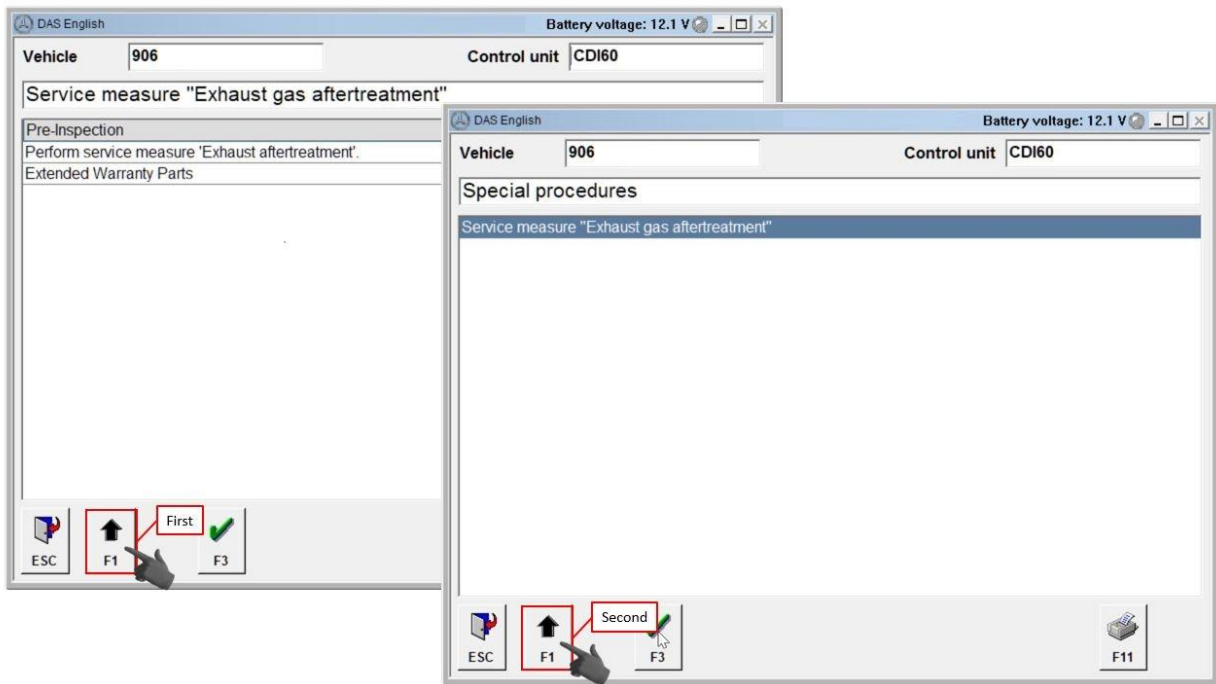 DAS English
Battery voltage: 12.1 V
Vehicle 906 Control unit CDI60
Service measure "Exhaust gas aftertreatment"
Pre-Inspection
Perform service measure 'Exhaust aftertreatment'.
Extended Warranty Parts
First
ESC F1 F3
DAS English
Battery voltage: 12.1 V
Vehicle 906 Control unit CDI60
Special procedures
Service measure "Exhaust gas aftertreatment"
Second
ESC F1 F3 F11